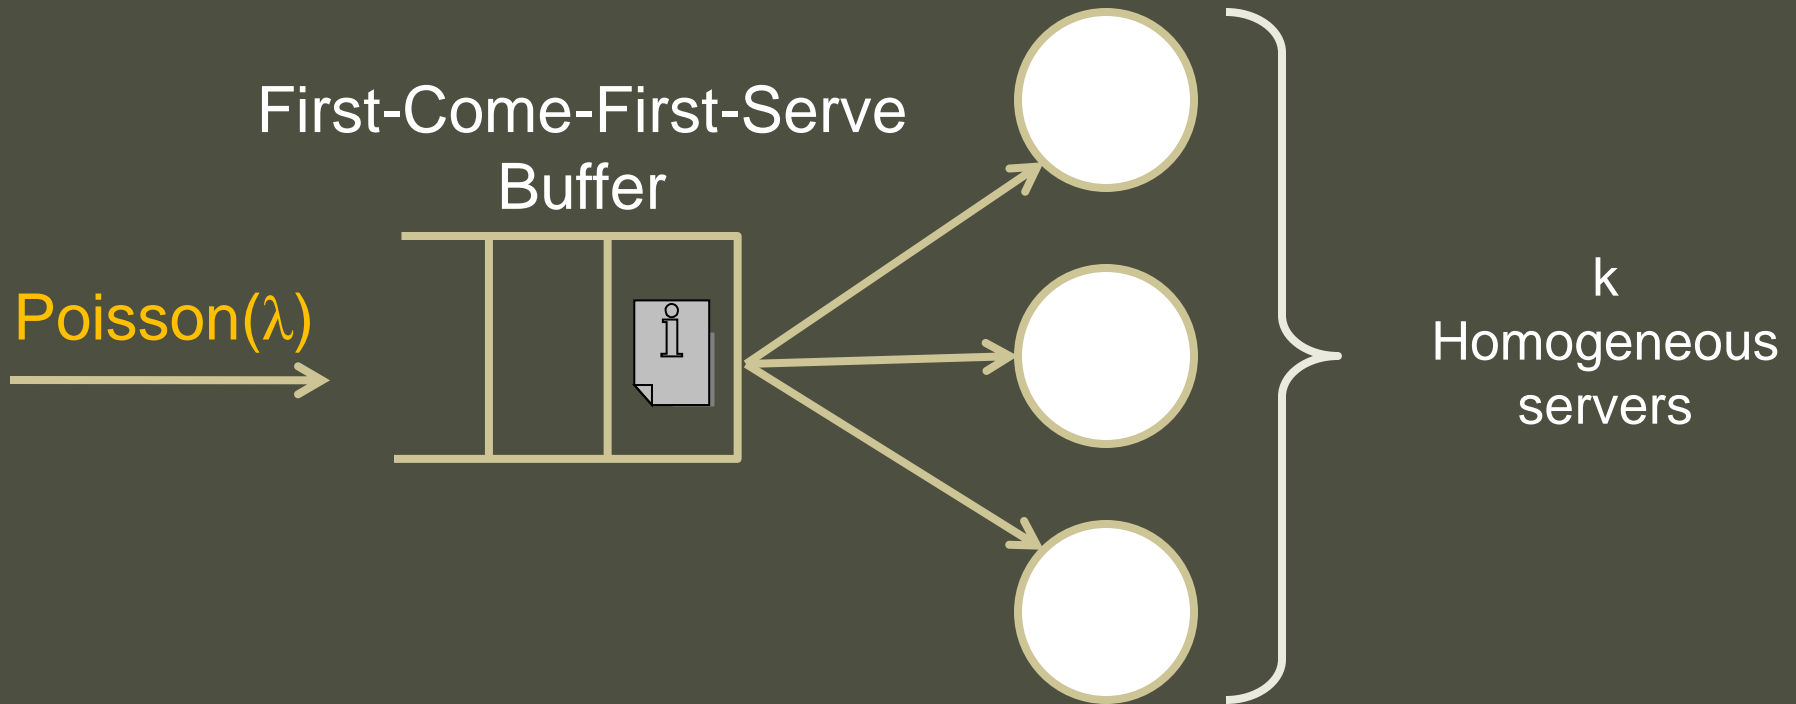 First-Come-First-Serve
Buffer
Poisson(λ)
i
k
Homogeneous
servers